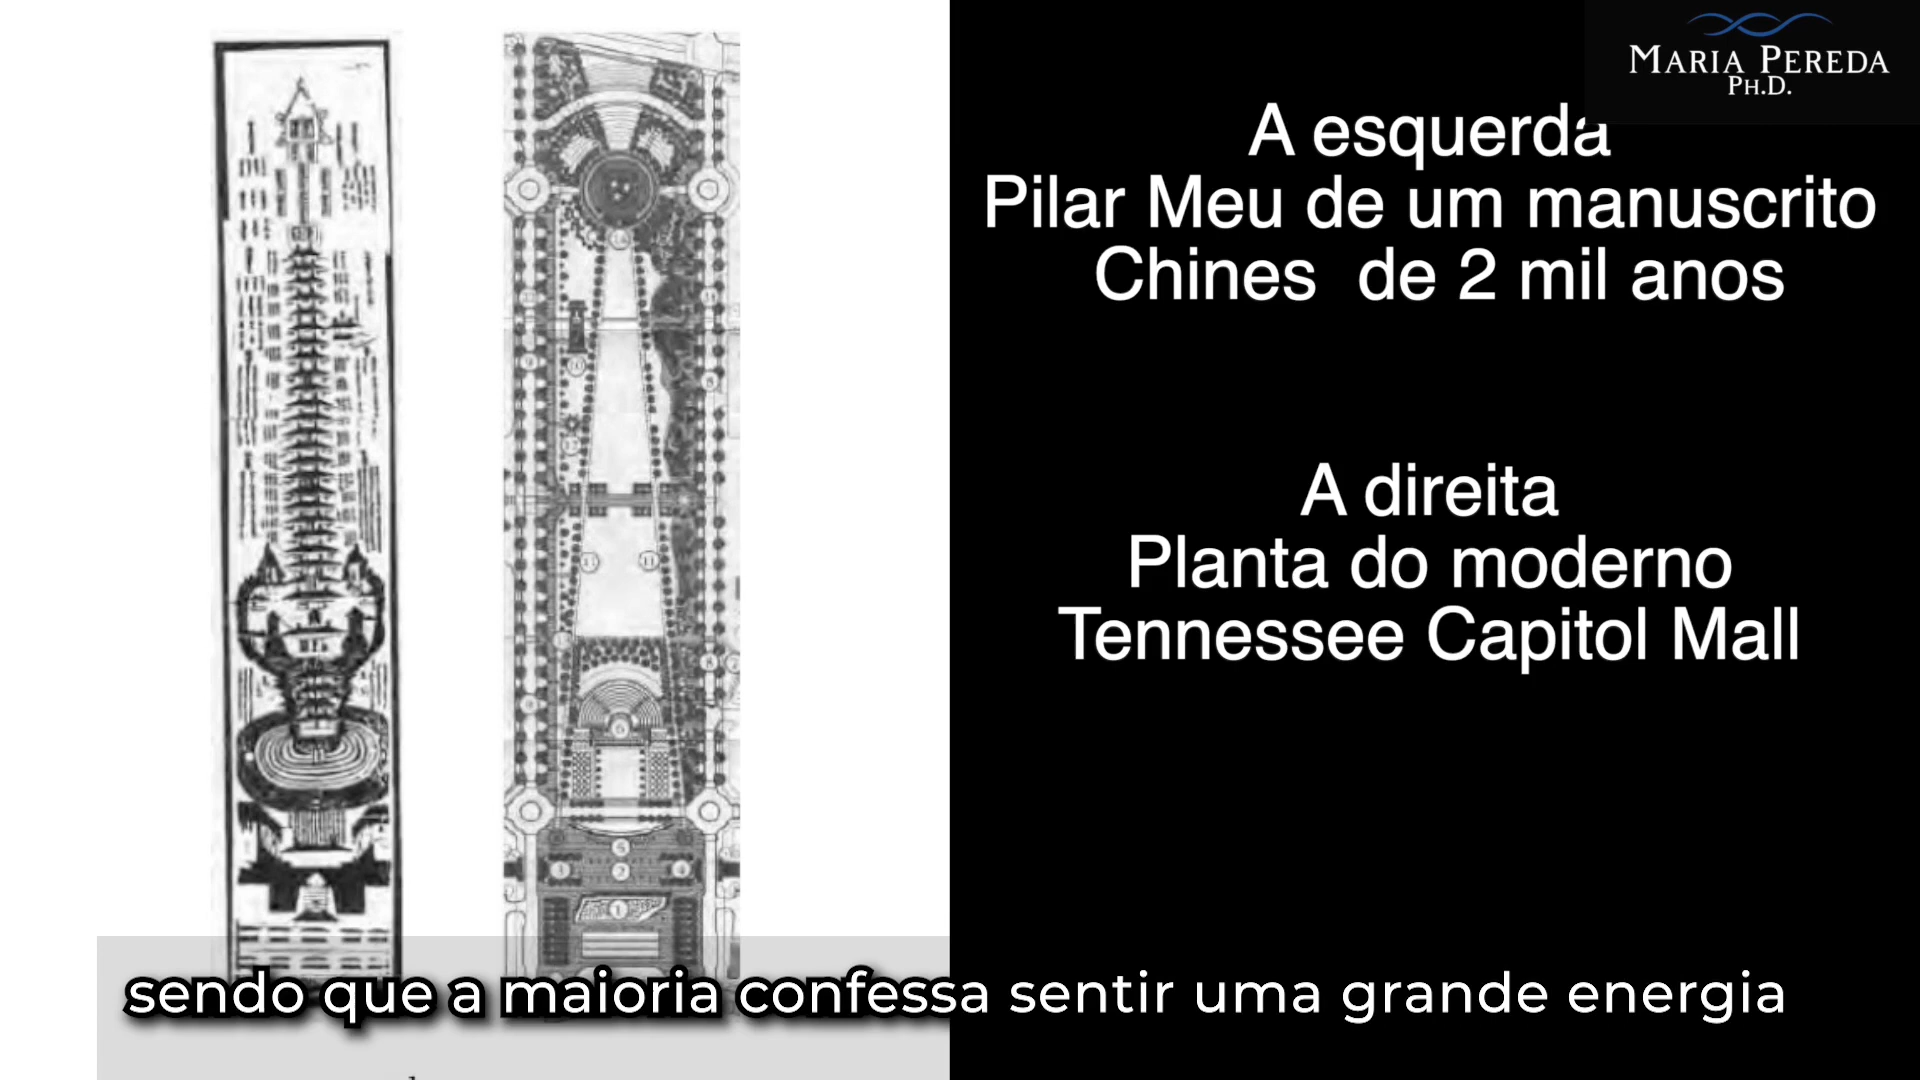 MARIA PEREDA
PH.D.
A esquerda
Pilar Meu de um manuscrito
Chines de 2 mil anos
A direita
Planta do moderno
Tennessee Capitol Mall
sendo que a maioria confessa sentir uma grande energia